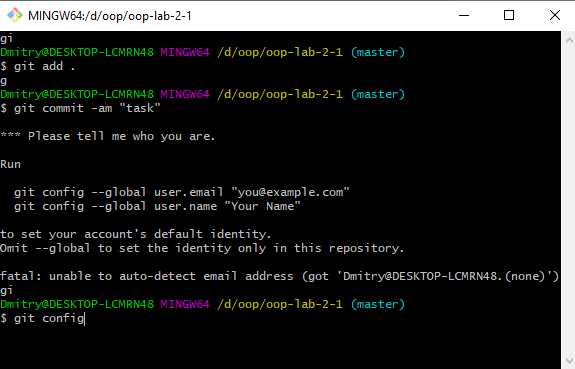 MINGW64:/d/oop/oop-lab-2-1
gi
Dmitry@DESKTOP-LCMRN48 MINGW64 /d/oop/oop-lab-2-1 (master)
$ git add .
g
Dmitry@DESKTOP-LCMRN48 MINGW64 /d/oop/oop-lab-2-1 (master)
$ git commit -am "task"
*** Please tell me who you are.
Run
git config --global user.email "you@example.com"
git config --global user.name "Your Name"
to set your account's default identity.
Omit --global to set the identity only in this repository.
fatal: unable to auto-detect email address (got 'Dmitry@DESKTOP-LCMRN48.(none)')
gi
Dmitry@DESKTOP-LCMRN48 MINGW64 /d/oop/oop-lab-2-1 (master)
$ git config